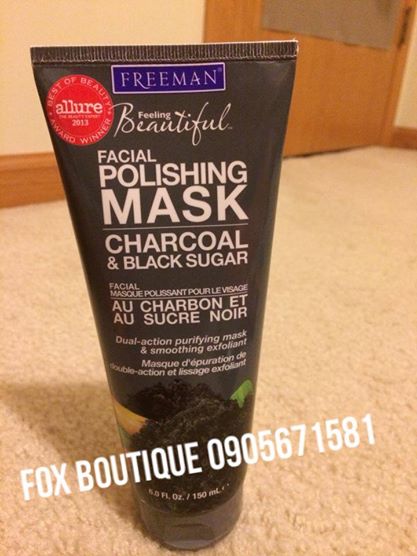 FREEMAN
BEST OF BEAUTY
allure
THE BEAUTY EXPERT
2013
AWARD WINNER
Feeling
Beautiful™
FACIAL
POLISHING
MASK
CHARCOAL
& BLACK SUGAR
FACIAL
MASQUE POLISSANT POUR LE VISAGE
AU CHARBON ET
AU SUCRE NOIR
Dual-action purifying mask
& smoothing exfoliant
Masque d'épuration de
double-action et lissage exfoliant
FOX BOUTIQUE 0905671581
6.0 Fl. Oz. / 150 mL